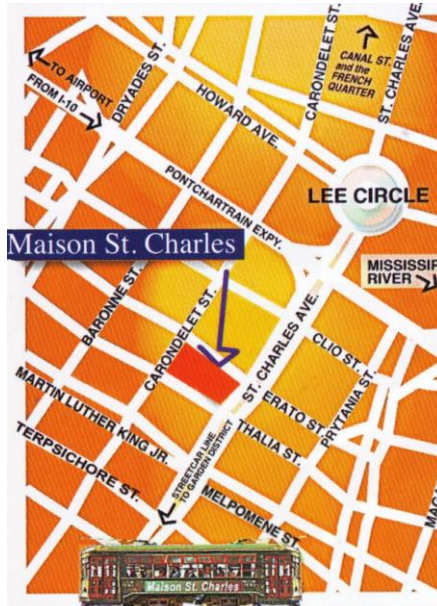 TO AIRPORT
FROM I-10
DRYADES ST.
HOWARD AVE.
CARONDELET ST.
CANAL ST.
and the
FRENCH
QUARTER
ST. CHARLES AVE.
PONTCHARTRAIN EXPY.
LEE CIRCLE
Maison St. Charles
MISSISSIP
RIVER
BARONNE ST.
CARONDELET ST.
ST. CHARLES AVE.
CLIO ST.
MARTIN LUTHER KING JR.
ERATO ST.
PRYTANIA ST.
THALIA ST.
TERPSICHORE ST.
STREETCAR LINE
TO GARDEN DISTRICT
MELPOMENE ST
MA
Maison St. Charles